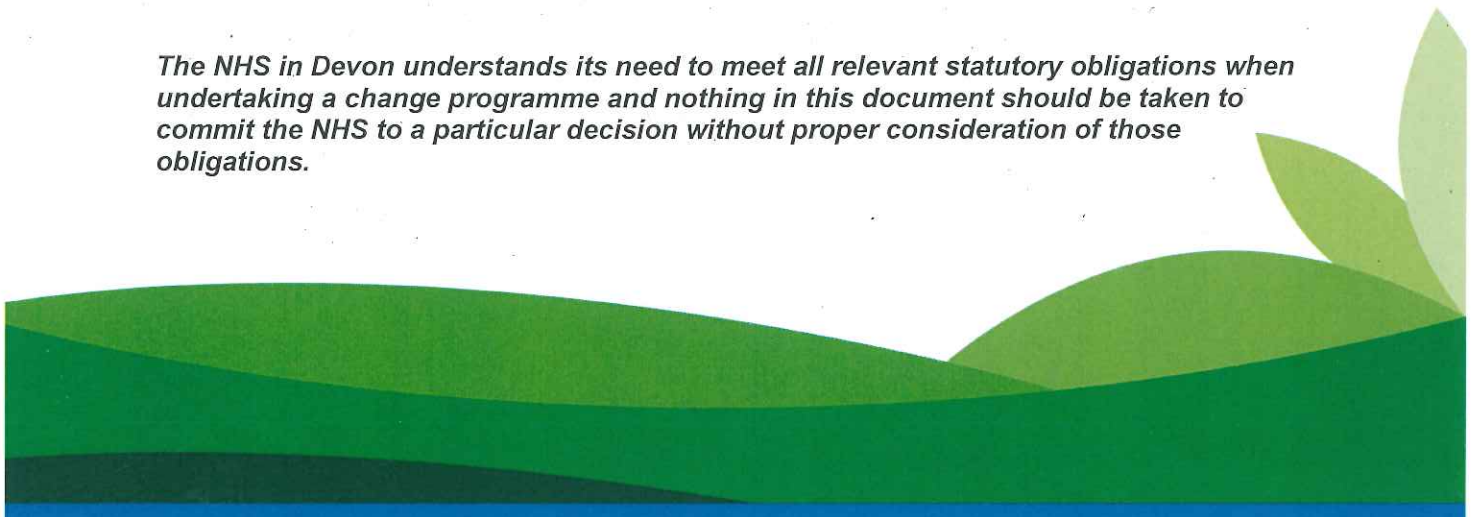 The NHS in Devon understands its need to meet all relevant statutory obligations when
undertaking a change programme and nothing in this document should be taken to
commit the NHS to a particular decision without proper consideration of those
obligations.